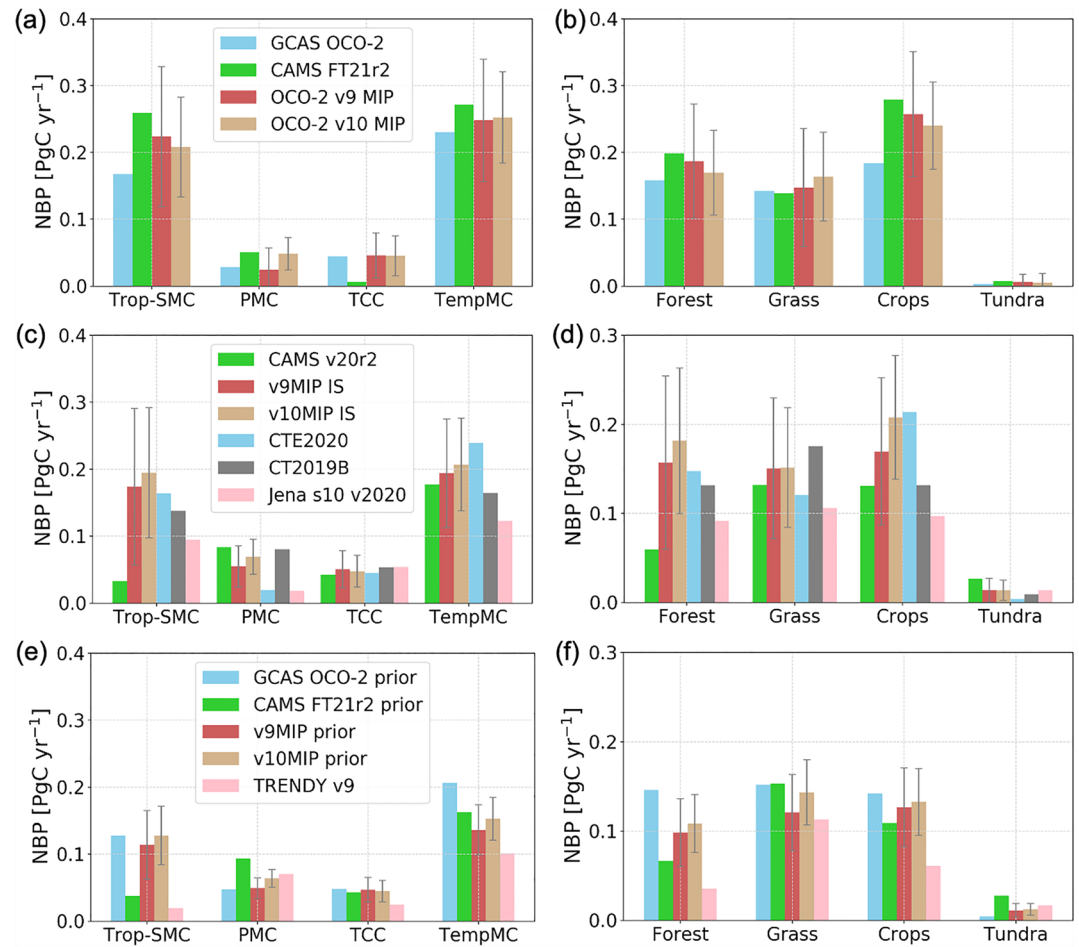 (a)
NBP [PgC yr⁻¹]
0.4
0.3
0.2
0.1
0.0
GCAS OCO-2
CAMS FT21r2
OCO-2 v9 MIP
OCO-2 v10 MIP
Trop-SMC PMC TCC TempMC
(b)
NBP [PgC yr⁻¹]
0.4
0.3
0.2
0.1
0.0
Forest Grass Crops Tundra
(c)
NBP [PgC yr⁻¹]
0.4
0.3
0.2
0.1
0.0
CAMS v20r2
v9MIP IS
v10MIP IS
CTE2020
CT2019B
Jena s10 v2020
Trop-SMC PMC TCC TempMC
(d)
NBP [PgC yr⁻¹]
0.3
0.2
0.1
0.0
Forest Grass Crops Tundra
(e)
NBP [PgC yr⁻¹]
0.4
0.3
0.2
0.1
0.0
GCAS OCO-2 prior
CAMS FT21r2 prior
v9MIP prior
v10MIP prior
TRENDY v9
Trop-SMC PMC TCC TempMC
(f)
NBP [PgC yr⁻¹]
0.3
0.2
0.1
0.0
Forest Grass Crops Tundra